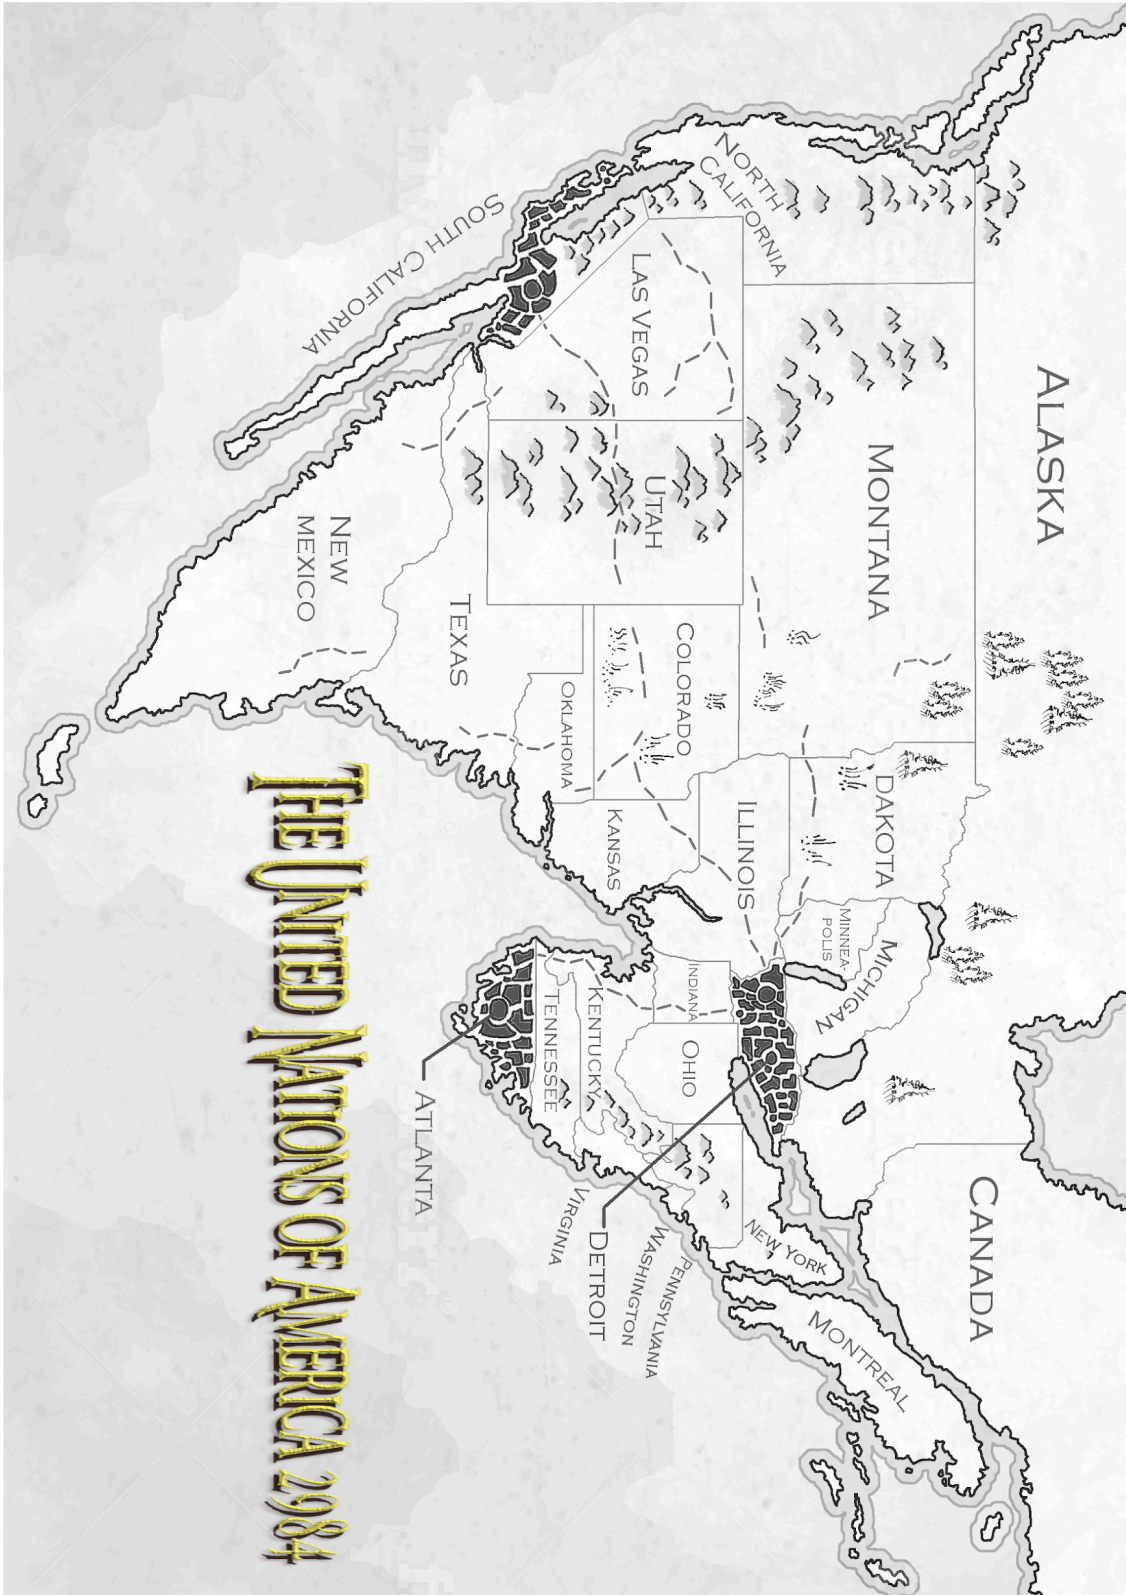 ALASKA
CANADA
NORTH
CALIFORNIA
MONTANA
DAKOTA
MINNEA-
POLIS
MICHIGAN
LAS VEGAS
UTAH
COLORADO
ILLINOIS
NEW YORK
MONTREAL
SOUTH CALIFORNIA
OKLAHOMA
KANSAS
INDIANA
OHIO
PENNSYLVANIA
WASHINGTON
DETROIT
VIRGINIA
KENTUCKY
TENNESSEE
TEXAS
NEW
MEXICO
ATLANTA
THE UNITED NATIONS OF AMERICA 2984